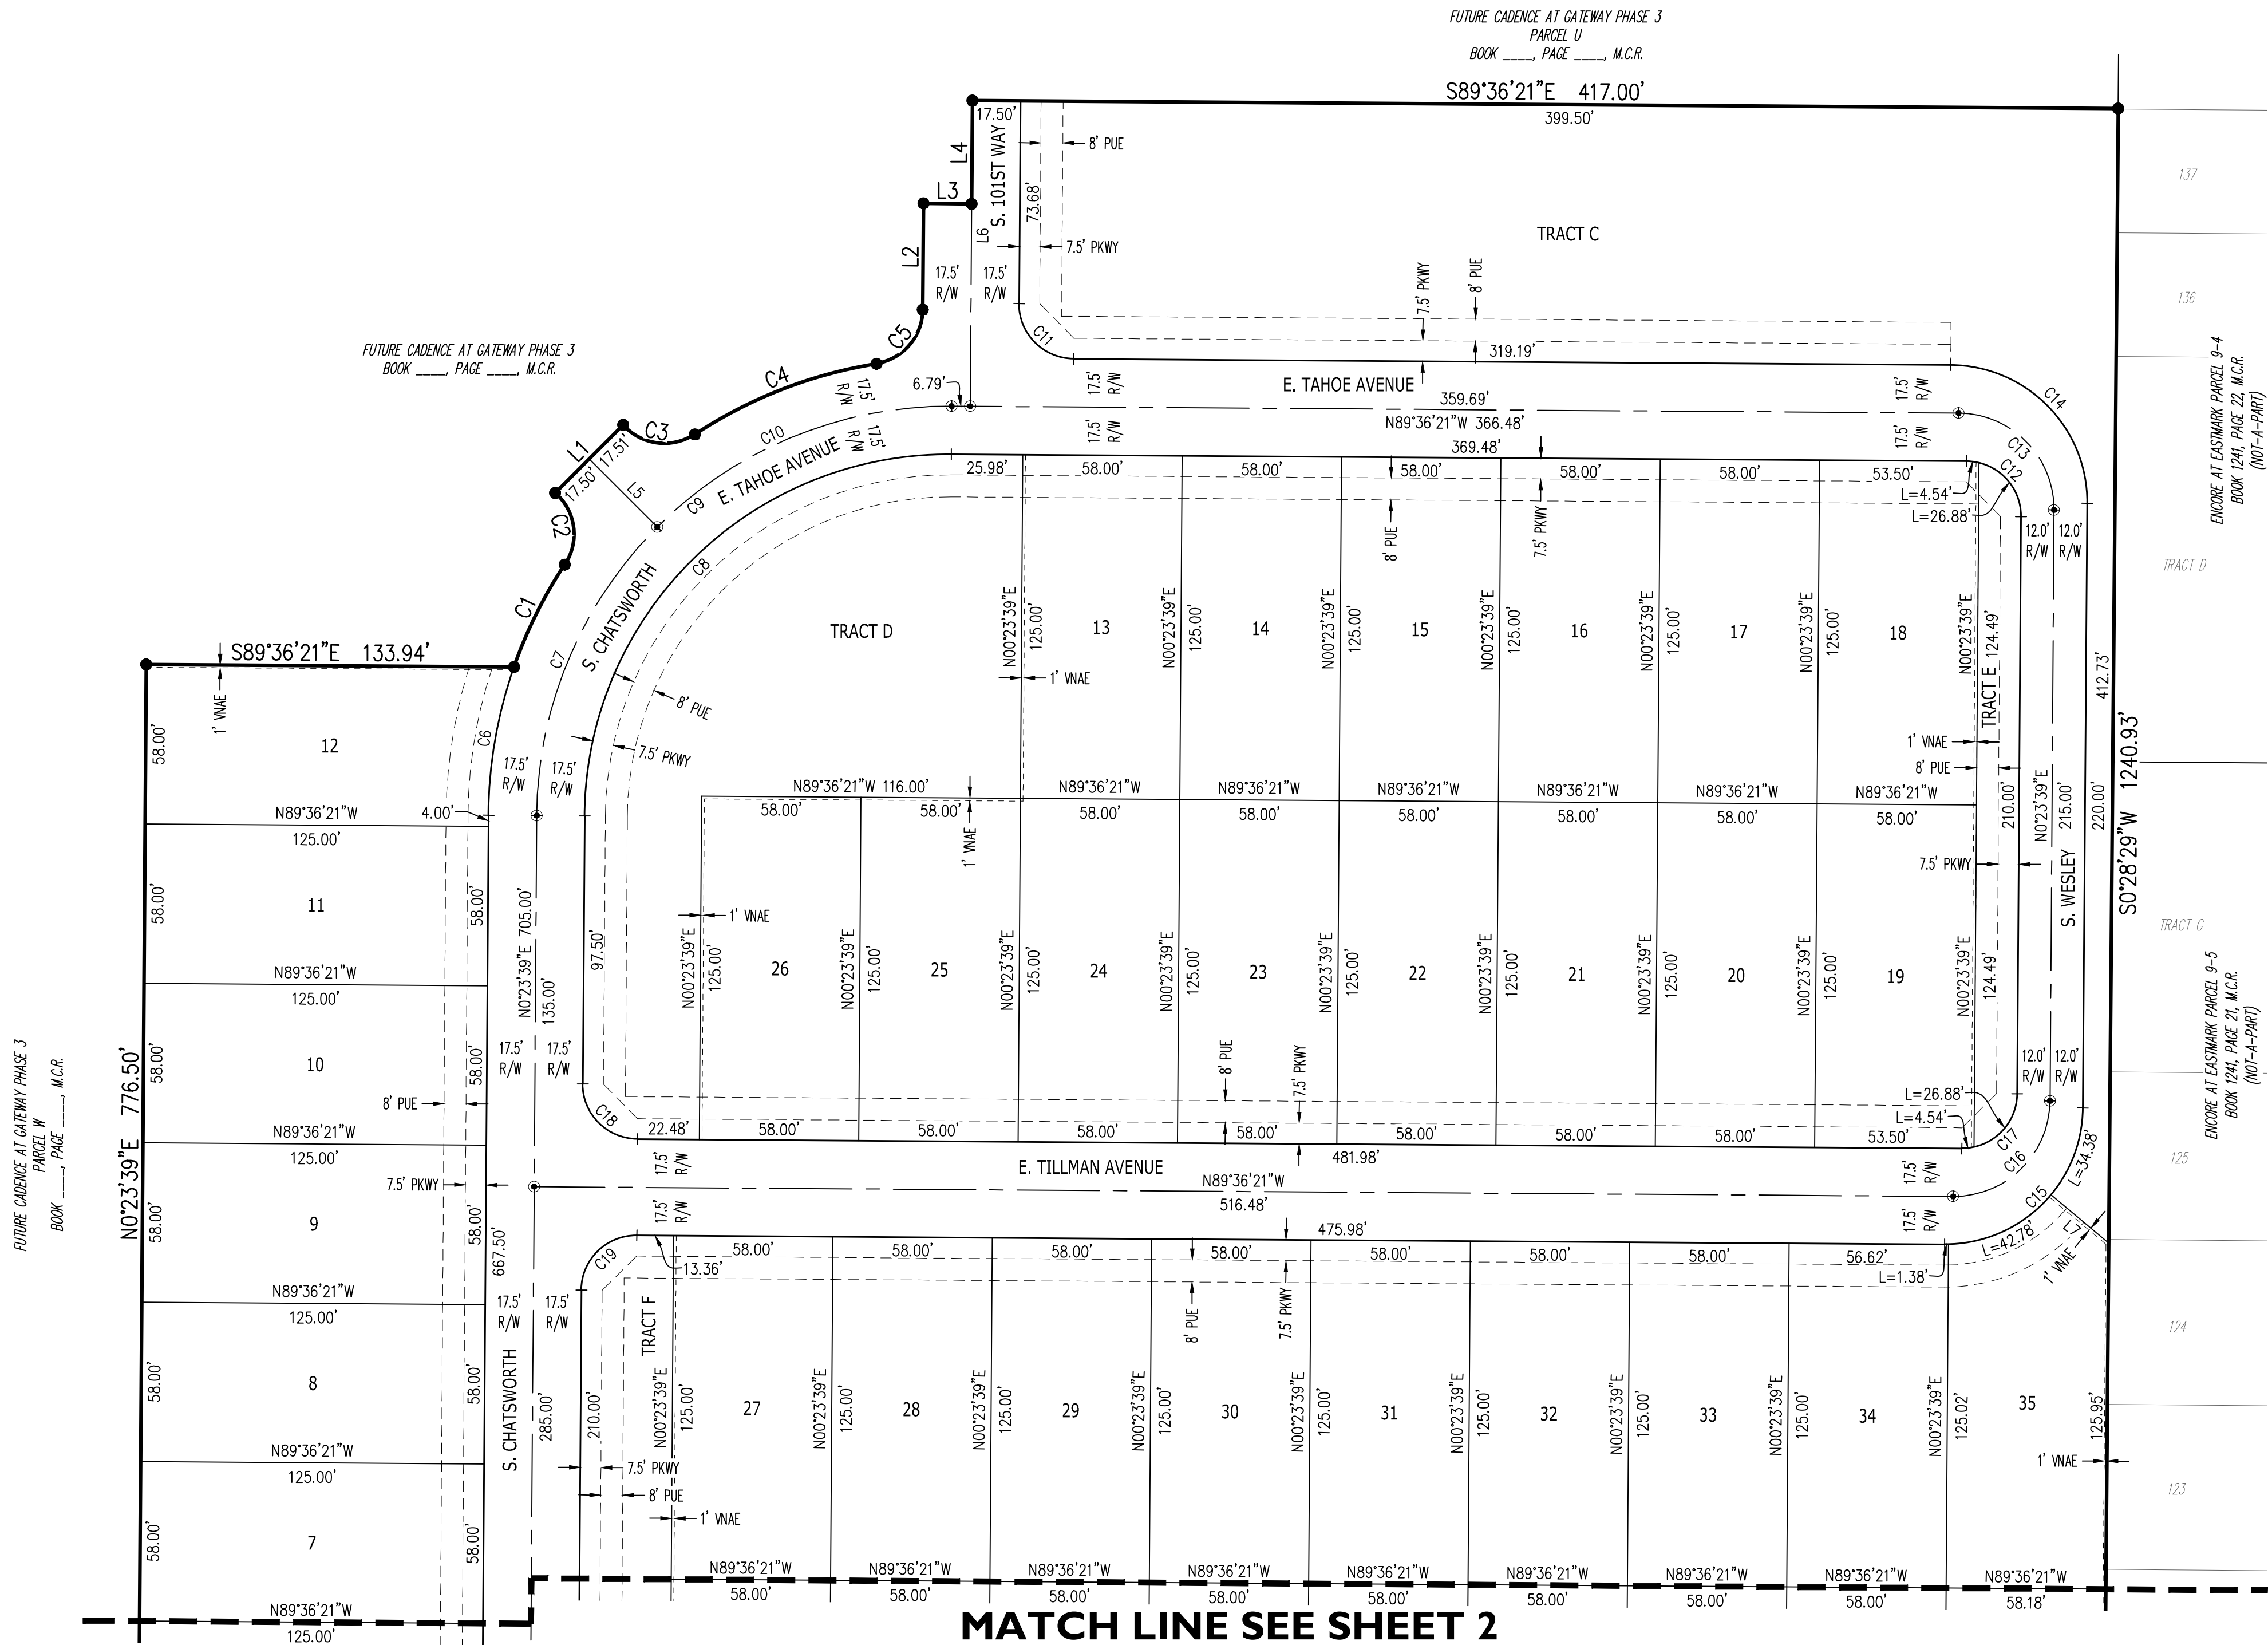 FUTURE CADENCE AT GATEWAY PHASE 3
PARCEL U
BOOK ____, PAGE ____, M.C.R.
S89°36'21"E 417.00'
17.50'
399.50'
S. 101ST WAY
L4
8' PUE
137
L3
73.68'
L6
7.5' PKWY
TRACT C
L2
17.5'
R/W
17.5'
R/W
7.5' PKWY
8' PUE
136
ENCORE AT EASTMARK PARCEL 9-4
BOOK 1241, PAGE 22, M.C.R.
(NOT-A-PART)
FUTURE CADENCE AT GATEWAY PHASE 3
BOOK ____, PAGE ____, M.C.R.
C5
C11
319.19'
C4
17.5'
R/W
6.79'
17.5'
R/W
E. TAHOE AVENUE
17.5'
R/W
C14
359.69'
N89°36'21"W 366.48'
C3
C10
17.5'
R/W
17.5'
R/W
17.5'
R/W
C13
L1
17.51'
17.50'
L5
E. TAHOE AVENUE
C9
369.48'
25.98'
58.00'
58.00'
58.00'
58.00'
58.00'
53.50'
C12
L=4.54'
L=26.88'
C2
8' PUE
7.5' PKWY
12.0'
R/W
12.0'
R/W
C8
C1
S. CHATSWORTH
TRACT D
TRACT D
N00°23'39"E
125.00'
13
N00°23'39"E
125.00'
14
N00°23'39"E
125.00'
15
N00°23'39"E
125.00'
16
N00°23'39"E
125.00'
17
N00°23'39"E
125.00'
18
N00°23'39"E
TRACT E
124.49'
412.73'
S89°36'21"E 133.94'
C7
1' VNAE
1' VNAE
8' PUE
58.00'
12
C6
7.5' PKWY
1' VNAE
8' PUE
S0°28'29"W 1240.93'
17.5'
R/W
17.5'
R/W
N89°36'21"W 116.00'
N89°36'21"W
N89°36'21"W
N89°36'21"W
N89°36'21"W
N89°36'21"W
N89°36'21"W
58.00'
58.00'
58.00'
58.00'
58.00'
58.00'
58.00'
58.00'
N89°36'21"W
125.00'
4.00'
1' VNAE
210.00'
N0°23'39"E
215.00'
220.00'
7.5' PKWY
S. WESLEY
58.00'
11
58.00'
N0°23'39"E 705.00'
135.00'
97.50'
1' VNAE
TRACT G
N00°23'39"E
125.00'
26
N00°23'39"E
125.00'
25
N00°23'39"E
125.00'
24
N00°23'39"E
125.00'
23
N00°23'39"E
125.00'
22
N00°23'39"E
125.00'
21
N00°23'39"E
125.00'
20
N00°23'39"E
125.00'
19
N00°23'39"E
124.49'
N89°36'21"W
125.00'
ENCORE AT EASTMARK PARCEL 9-5
BOOK 1241, PAGE 21, M.C.R.
(NOT-A-PART)
FUTURE CADENCE AT GATEWAY PHASE 3
PARCEL W
BOOK ____, PAGE ____, M.C.R.
N0°23'39"E 776.50'
58.00'
10
58.00'
17.5'
R/W
17.5'
R/W
8' PUE
7.5' PKWY
12.0'
R/W
12.0'
R/W
8' PUE
C18
L=26.88'
L=4.54'
N89°36'21"W
125.00'
22.48'
58.00'
58.00'
58.00'
58.00'
58.00'
58.00'
58.00'
53.50'
C17
C16
L=34.38'
125
481.98'
17.5'
R/W
E. TILLMAN AVENUE
17.5'
R/W
7.5' PKWY
N89°36'21"W
516.48'
C15
58.00'
9
58.00'
667.50'
17.5'
R/W
17.5'
R/W
475.98'
L7
C19
13.36'
58.00'
58.00'
58.00'
58.00'
58.00'
58.00'
58.00'
56.62'
L=42.78'
L=1.38'
1' VNAE
N89°36'21"W
125.00'
17.5'
R/W
17.5'
R/W
TRACT F
8' PUE
7.5' PKWY
124
58.00'
8
58.00'
S. CHATSWORTH
285.00'
210.00'
N00°23'39"E
125.00'
27
N00°23'39"E
125.00'
28
N00°23'39"E
125.00'
29
N00°23'39"E
125.00'
30
N00°23'39"E
125.00'
31
N00°23'39"E
125.00'
32
N00°23'39"E
125.00'
33
N00°23'39"E
125.00'
34
N00°23'39"E
125.02'
35
125.95'
N89°36'21"W
125.00'
7.5' PKWY
8' PUE
1' VNAE
1' VNAE
123
58.00'
7
58.00'
N89°36'21"W
N89°36'21"W
N89°36'21"W
N89°36'21"W
N89°36'21"W
N89°36'21"W
N89°36'21"W
N89°36'21"W
N89°36'21"W
58.00'
58.00'
58.00'
58.00'
58.00'
58.00'
58.00'
58.00'
58.18'
N89°36'21"W
125.00'
MATCH LINE SEE SHEET 2